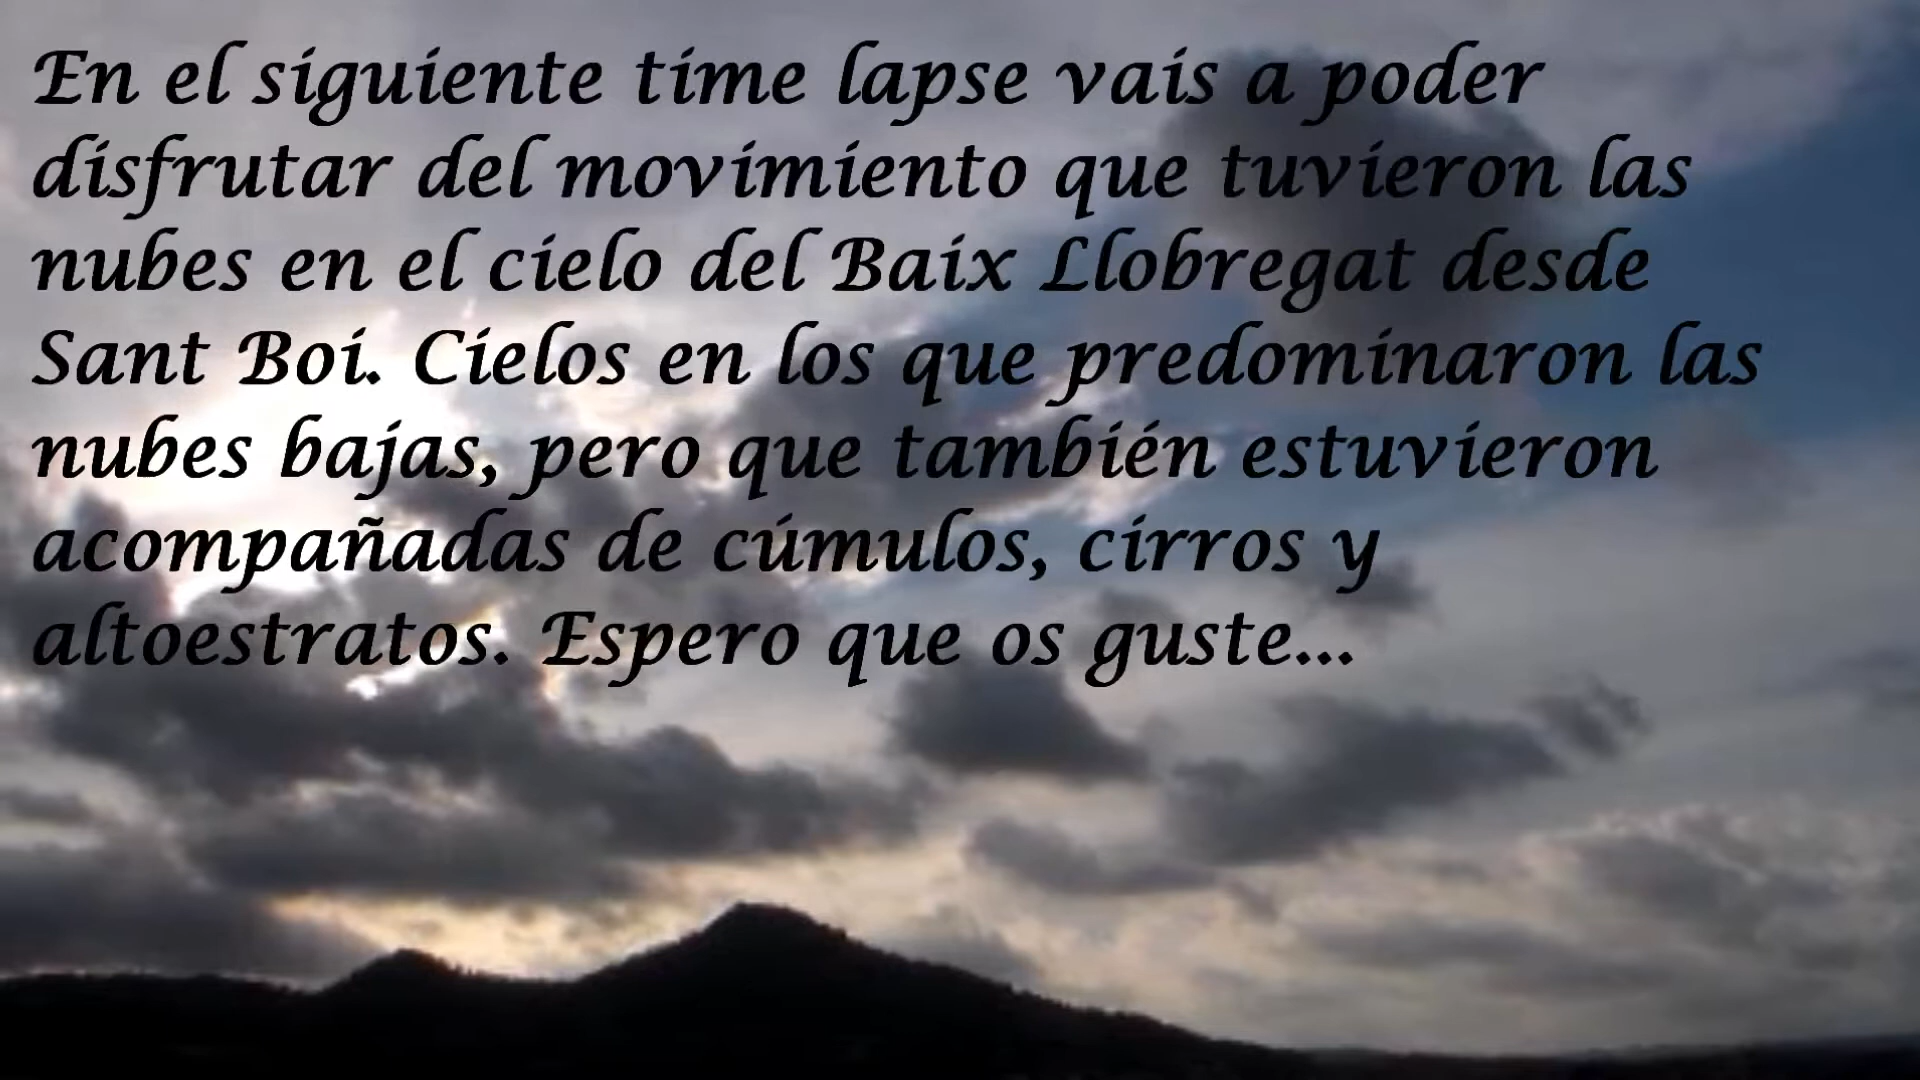 En el siguiente time lapse vais a poder
disfrutar del movimiento que tuvieron las
nubes en el cielo del Baix Llobregat desde
Sant Boi. Cielos en los que predominaron las
nubes bajas, pero que también estuvieron
acompañadas de cúmulos, cirros y
altoestratos. Espero que os guste...